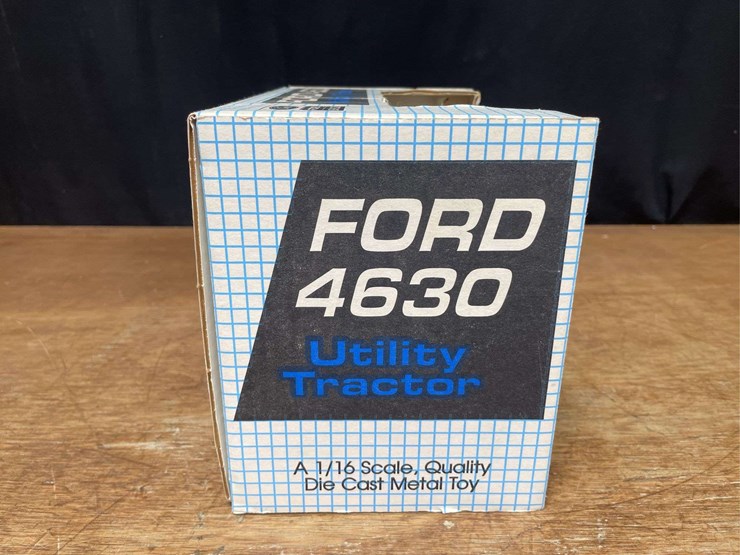 FORD
4630
Utility
Tractor
A 1/16 Scale, Quality
Die Cast Metal Toy